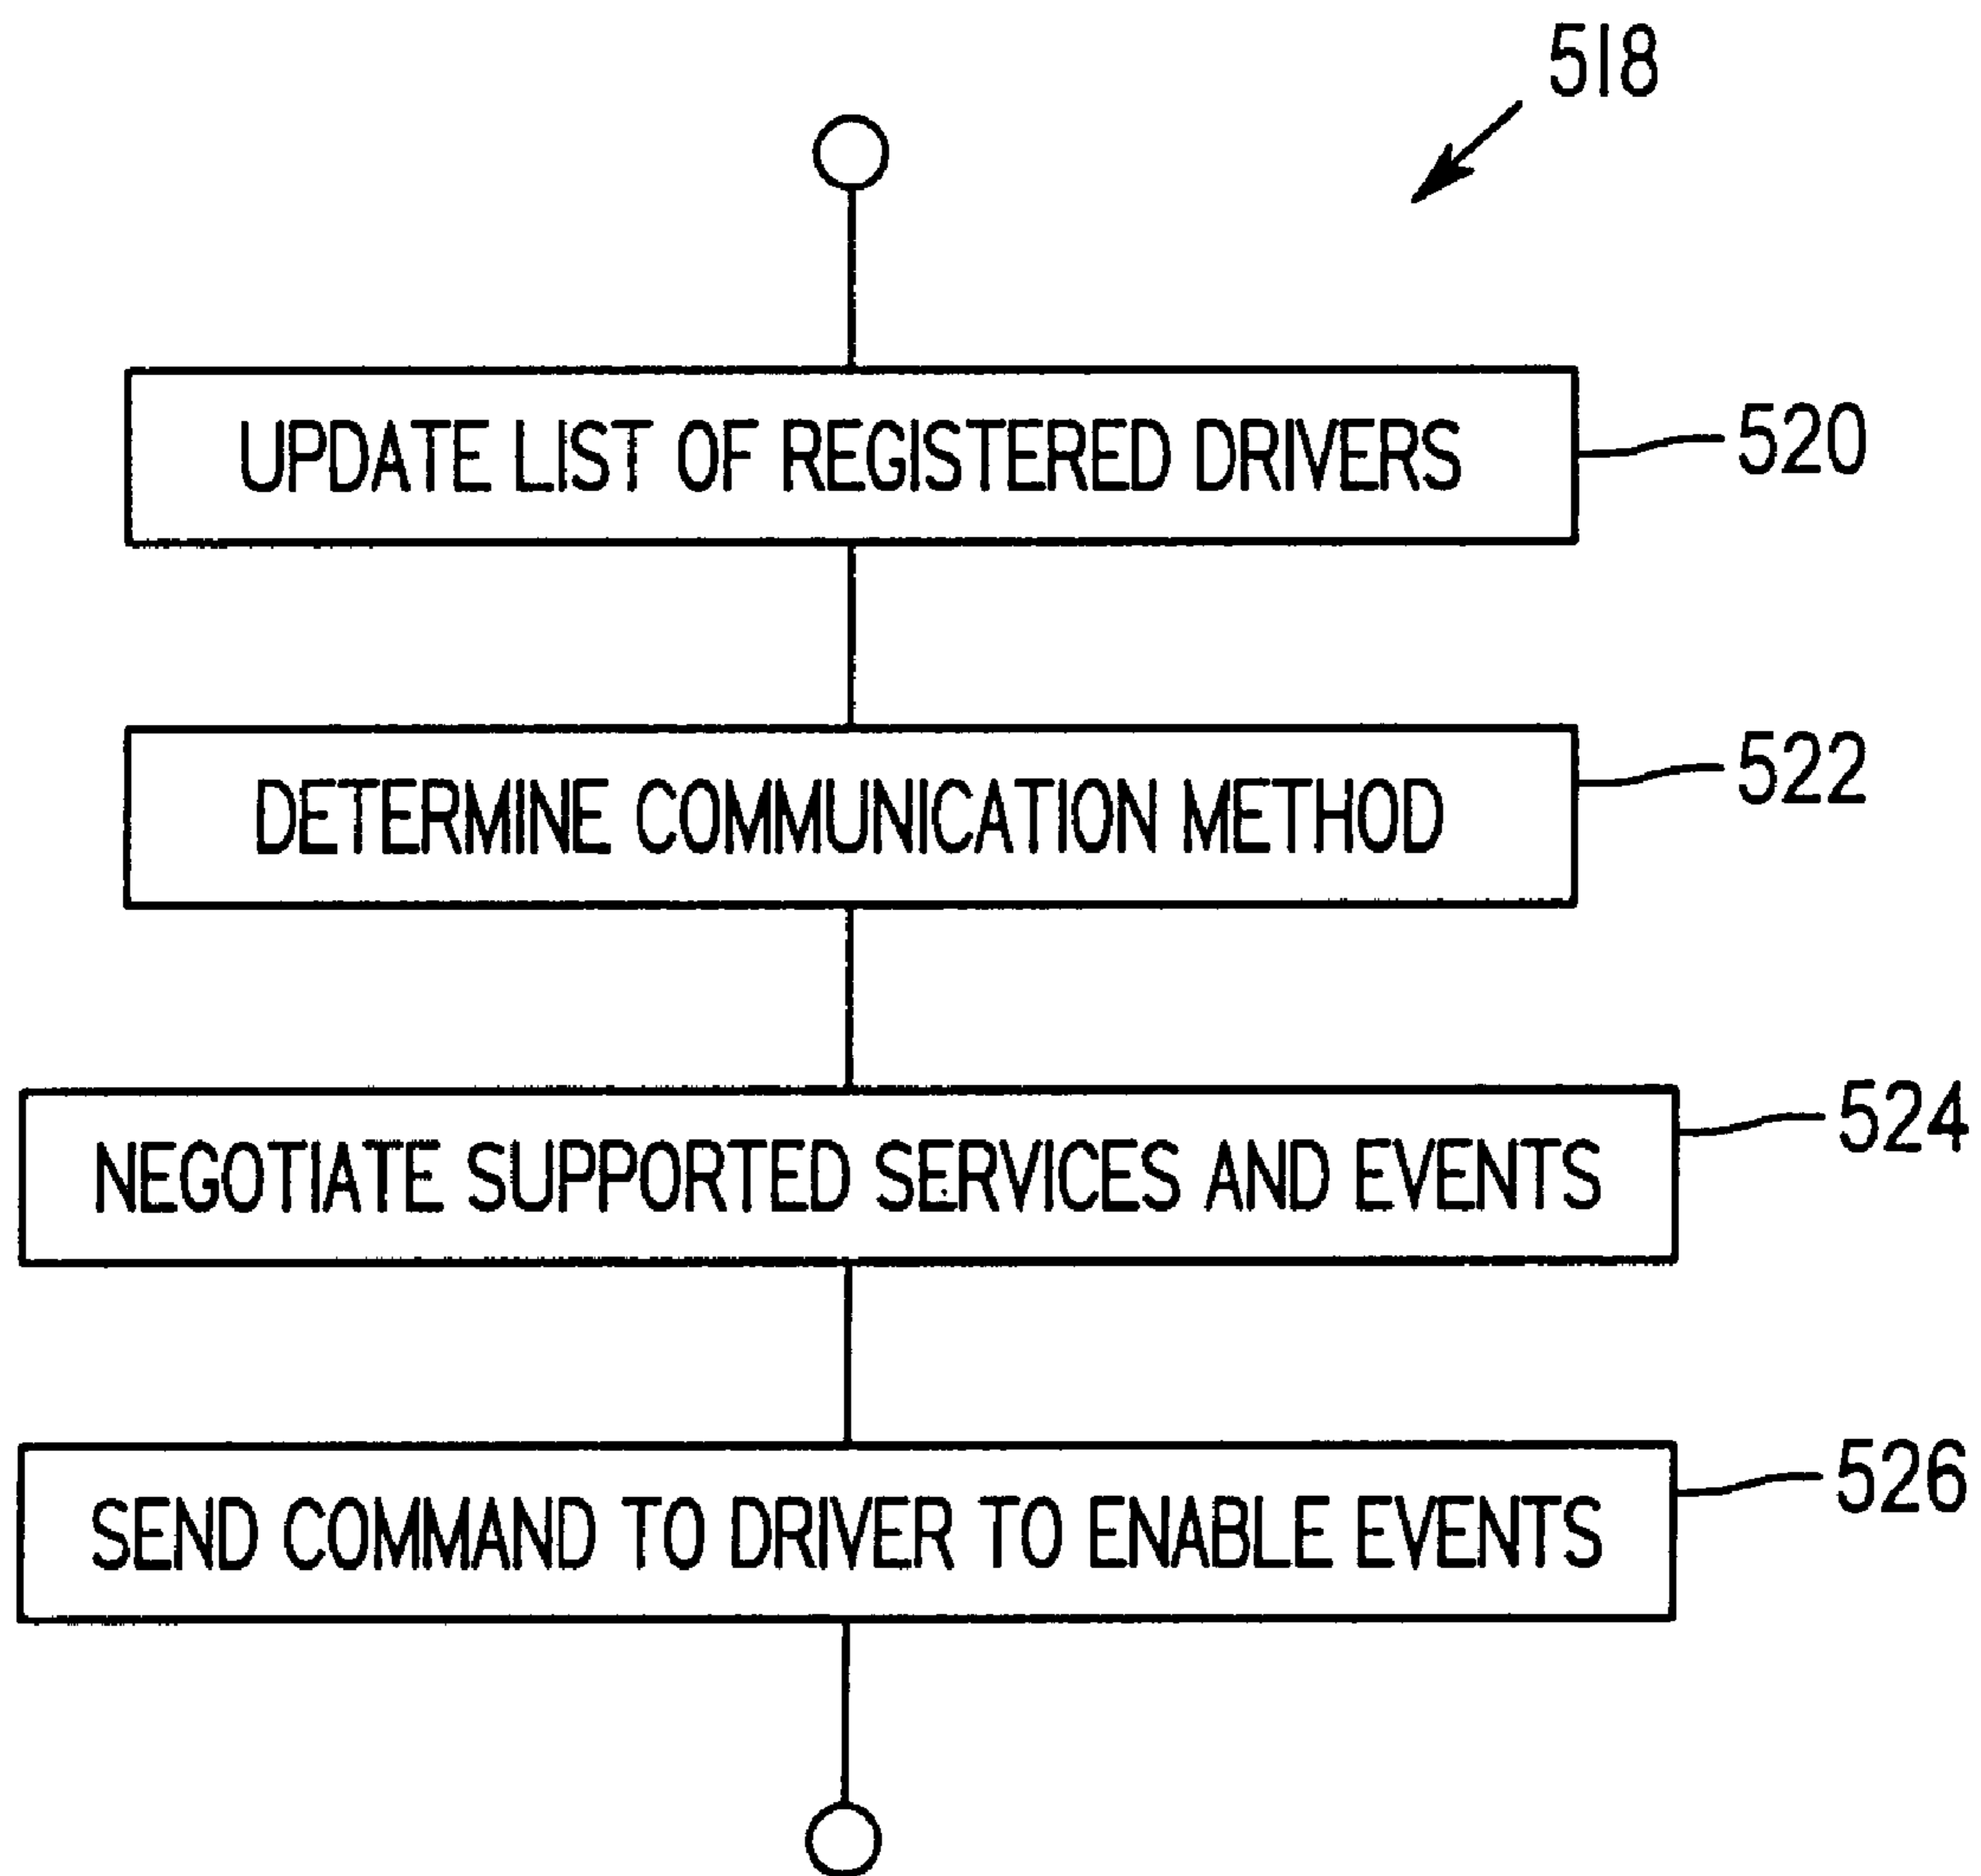 518
UPDATE LIST OF REGISTERED DRIVERS
520
DETERMINE COMMUNICATION METHOD
522
NEGOTIATE SUPPORTED SERVICES AND EVENTS
524
SEND COMMAND TO DRIVER TO ENABLE EVENTS
526